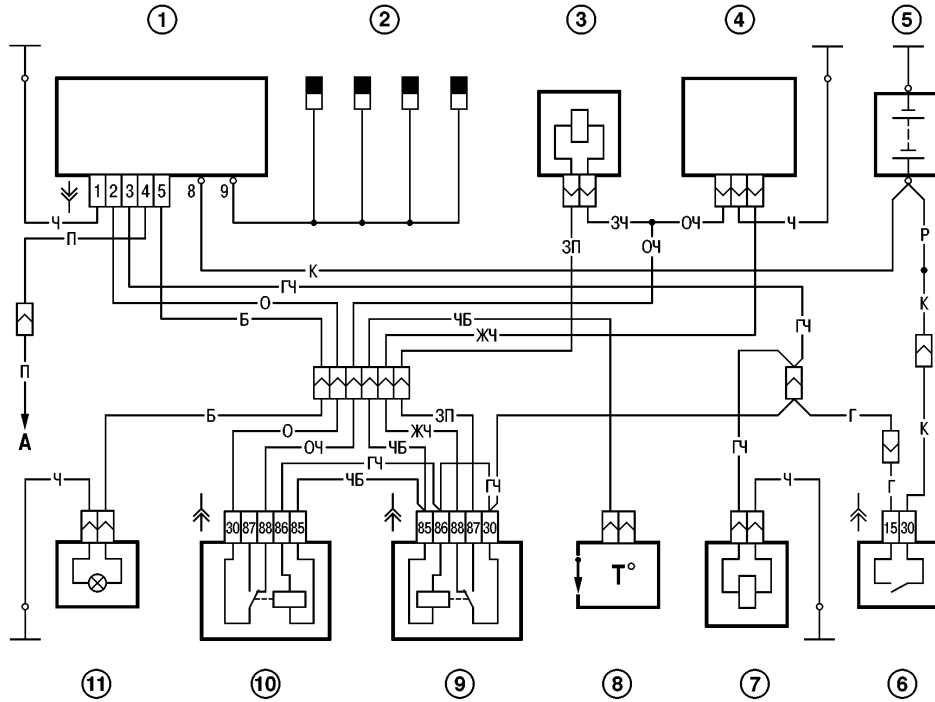 1 2 3 4 5
1 2 3 4 5 8 9
Ч ЗЧ ОЧ Ч
П ЗП ОЧ Р
К
ГЧ
О К
Б ЧБ ГЧ
ЖЧ
П
Б ЗП Г
О ЖЧ К
А ОЧ ЧБ ГЧ
ГЧ
Ч ЧБ ГЧ Ч Г
30 87 88 86 85 85 86 88 87 30 15 30
T°
11 10 9 8 7 6